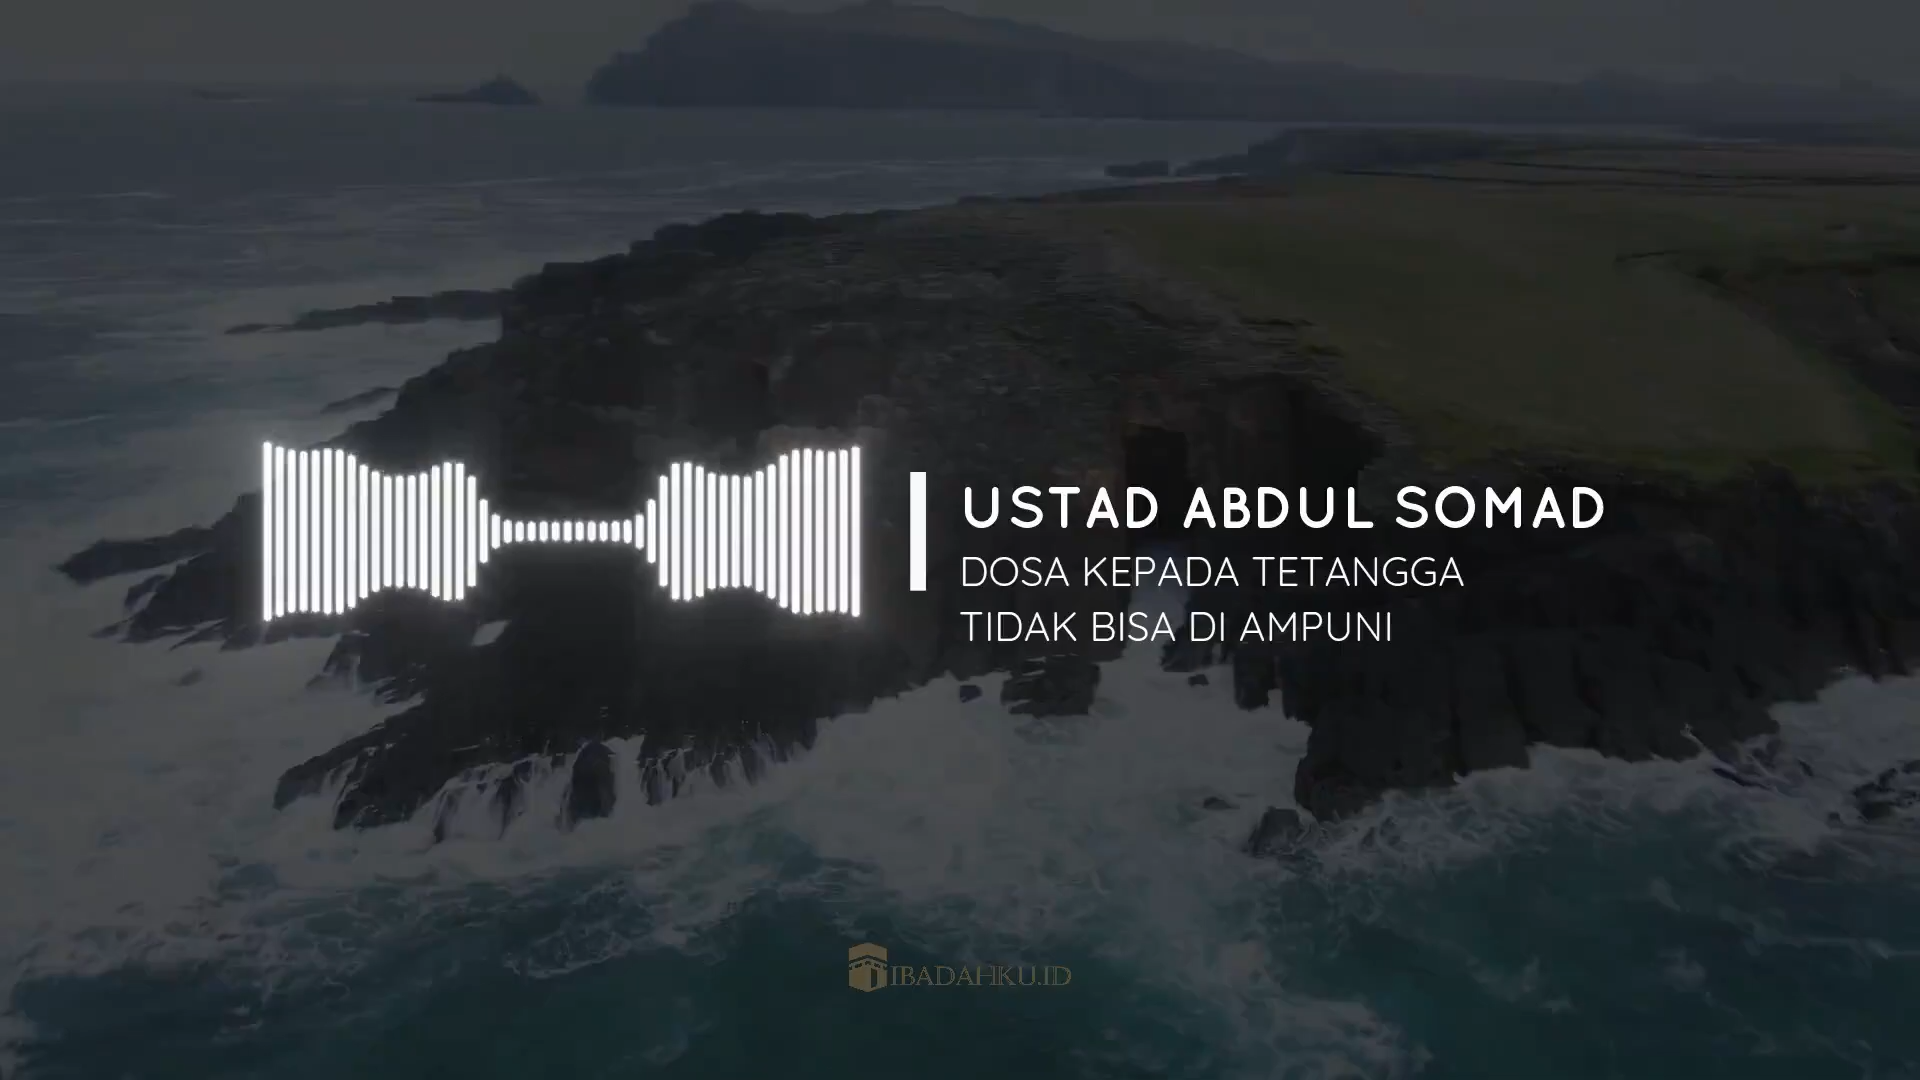 USTAD ABDUL SOMAD
DOSA KEPADA TETANGGA
TIDAK BISA DI AMPUNI
IBADAHKU.ID